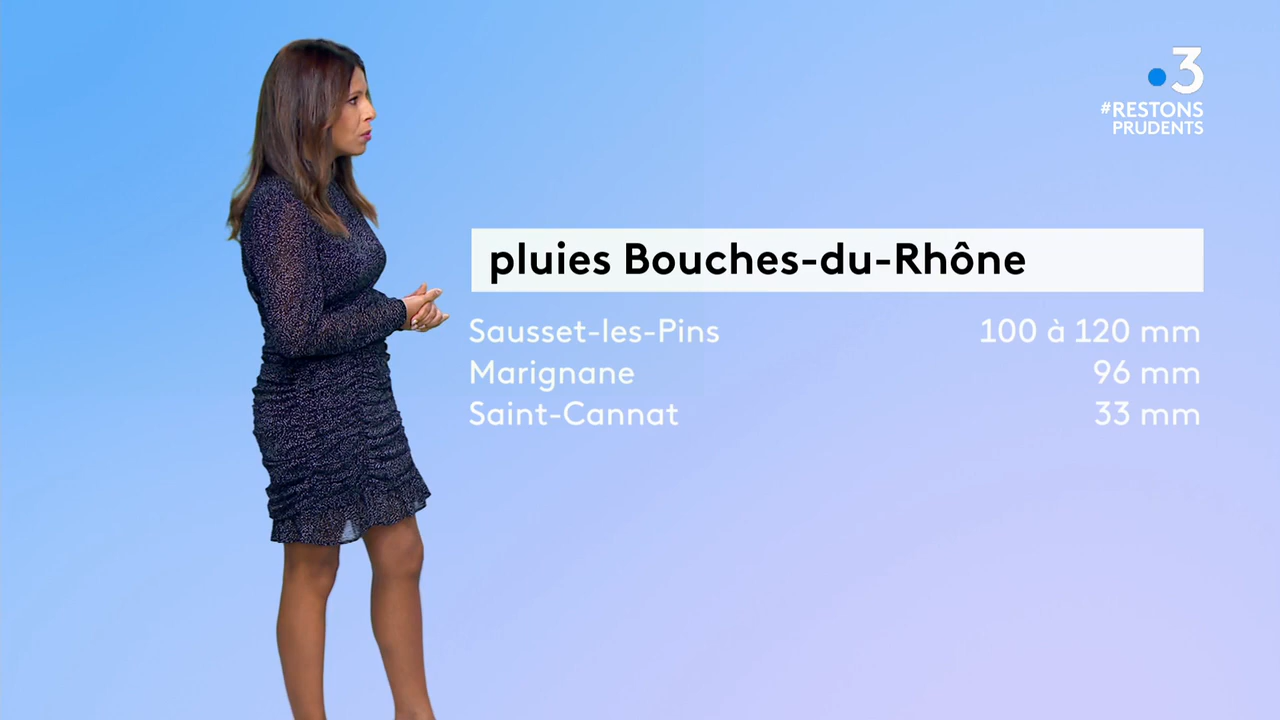 3
#RESTONS
PRUDENTS
pluies Bouches-du-Rhône
Sausset-les-Pins 100 à 120 mm
Marignane 96 mm
Saint-Cannat 33 mm